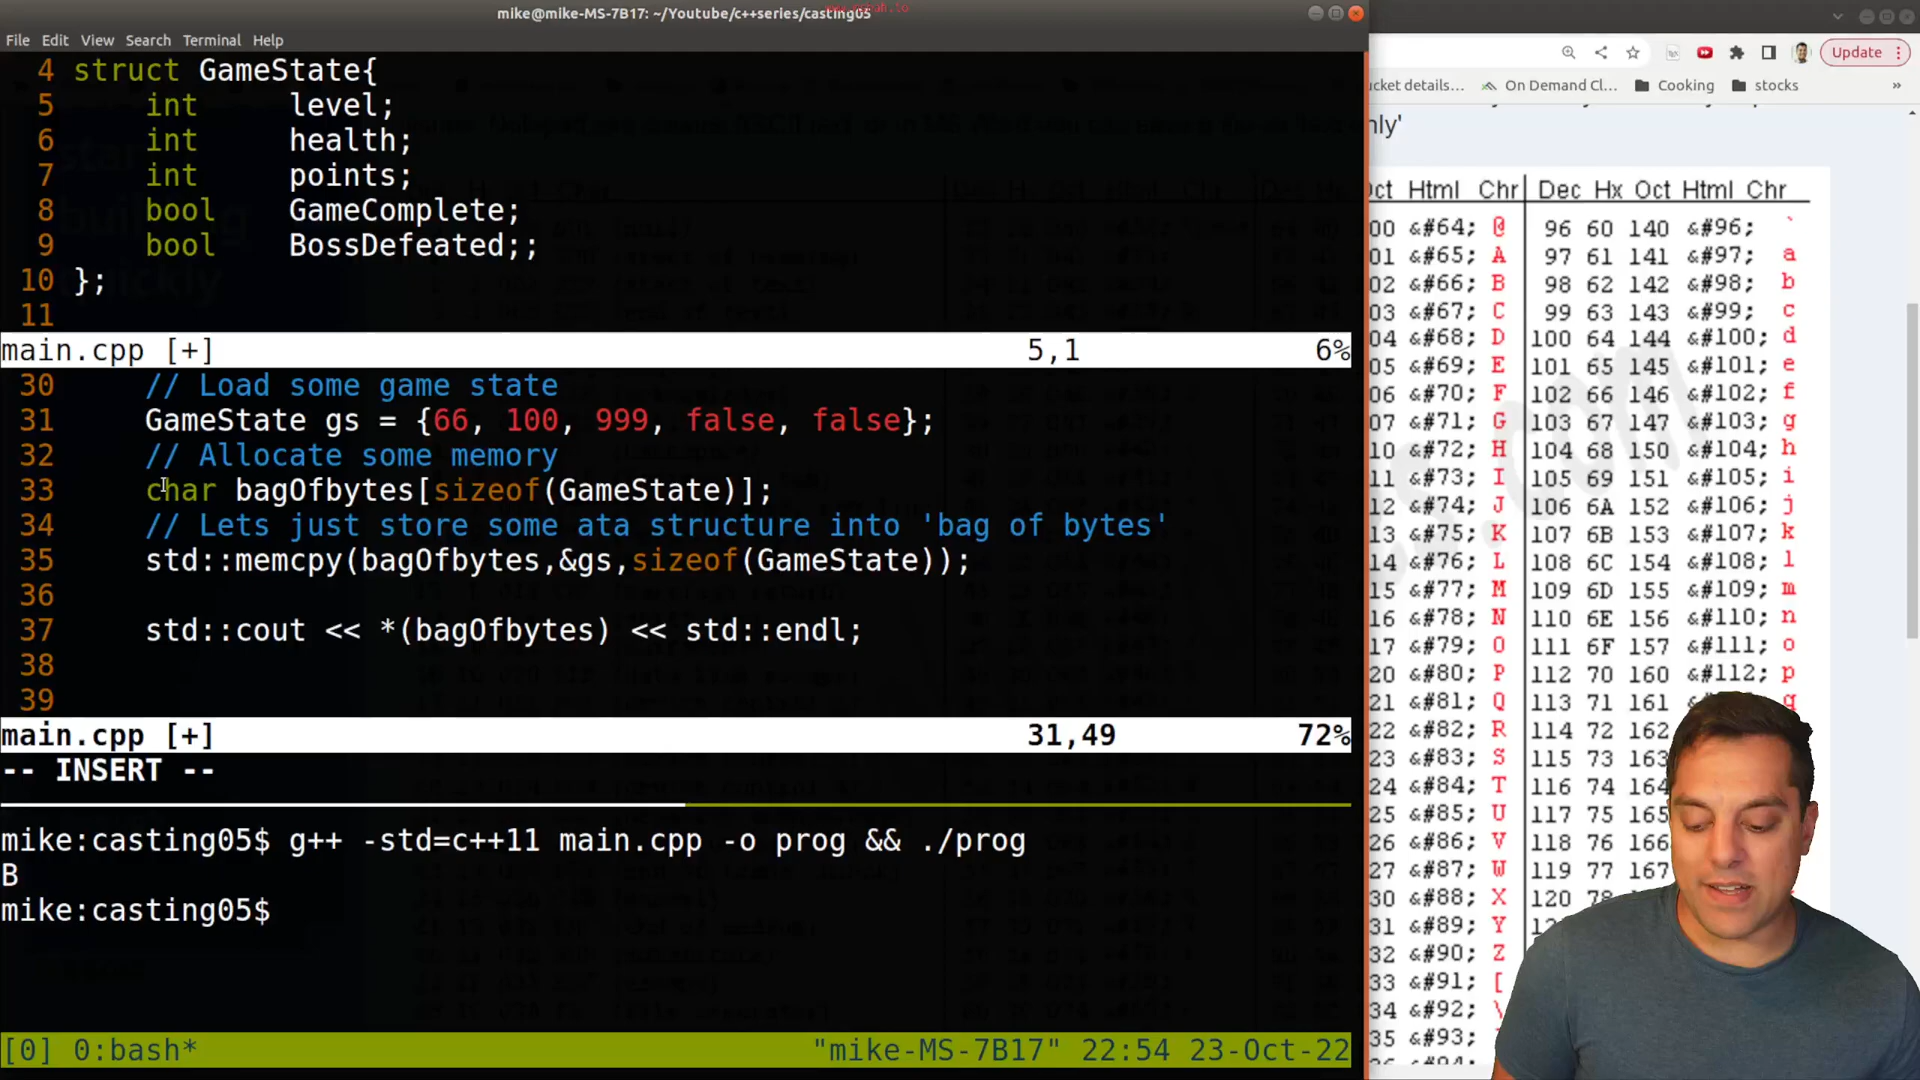 mike@mike-MS-7B17: ~/Youtube/c++series/casting05
File Edit View Search Terminal Help
4 struct GameState{
5 int level;
6 int health;
7 int points;
8 bool GameComplete;
9 bool BossDefeated;;
10 };
11
main.cpp [+] 5,1 6%
30 // Load some game state
31 GameState gs = {66, 100, 999, false, false};
32 // Allocate some memory
33 char bagOfbytes[sizeof(GameState)];
34 // Lets just store some ata structure into 'bag of bytes'
35 std::memcpy(bagOfbytes,&gs,sizeof(GameState));
36
37 std::cout << *(bagOfbytes) << std::endl;
38
39
main.cpp [+] 31,49 72%
-- INSERT --
mike:casting05$ g++ -std=c++11 main.cpp -o prog && ./prog
B
mike:casting05$
[0] 0:bash* "mike-MS-7B17" 22:54 23-Oct-22
Update
cket details... On Demand Cl... Cooking stocks »
nly'
Oct Html Chr Dec Hx Oct Html Chr
00 &#64; @ 96 60 140 &#96; `
01 &#65; A 97 61 141 &#97; a
02 &#66; B 98 62 142 &#98; b
03 &#67; C 99 63 143 &#99; c
04 &#68; D 100 64 144 &#100; d
05 &#69; E 101 65 145 &#101; e
06 &#70; F 102 66 146 &#102; f
07 &#71; G 103 67 147 &#103; g
10 &#72; H 104 68 150 &#104; h
11 &#73; I 105 69 151 &#105; i
12 &#74; J 106 6A 152 &#106; j
13 &#75; K 107 6B 153 &#107; k
14 &#76; L 108 6C 154 &#108; l
15 &#77; M 109 6D 155 &#109; m
16 &#78; N 110 6E 156 &#110; n
17 &#79; O 111 6F 157 &#111; o
20 &#80; P 112 70 160 &#112; p
21 &#81; Q 113 71 161 q
22 &#82; R 114 72 162
23 &#83; S 115 73 163
24 &#84; T 116 74 164
25 &#85; U 117 75 165
26 &#86; V 118 76 166
27 &#87; W 119 77 167
30 &#88; X 120 78
31 &#89; Y
32 &#90; Z
33 &#91; [
34 &#92; \
35 &#93;